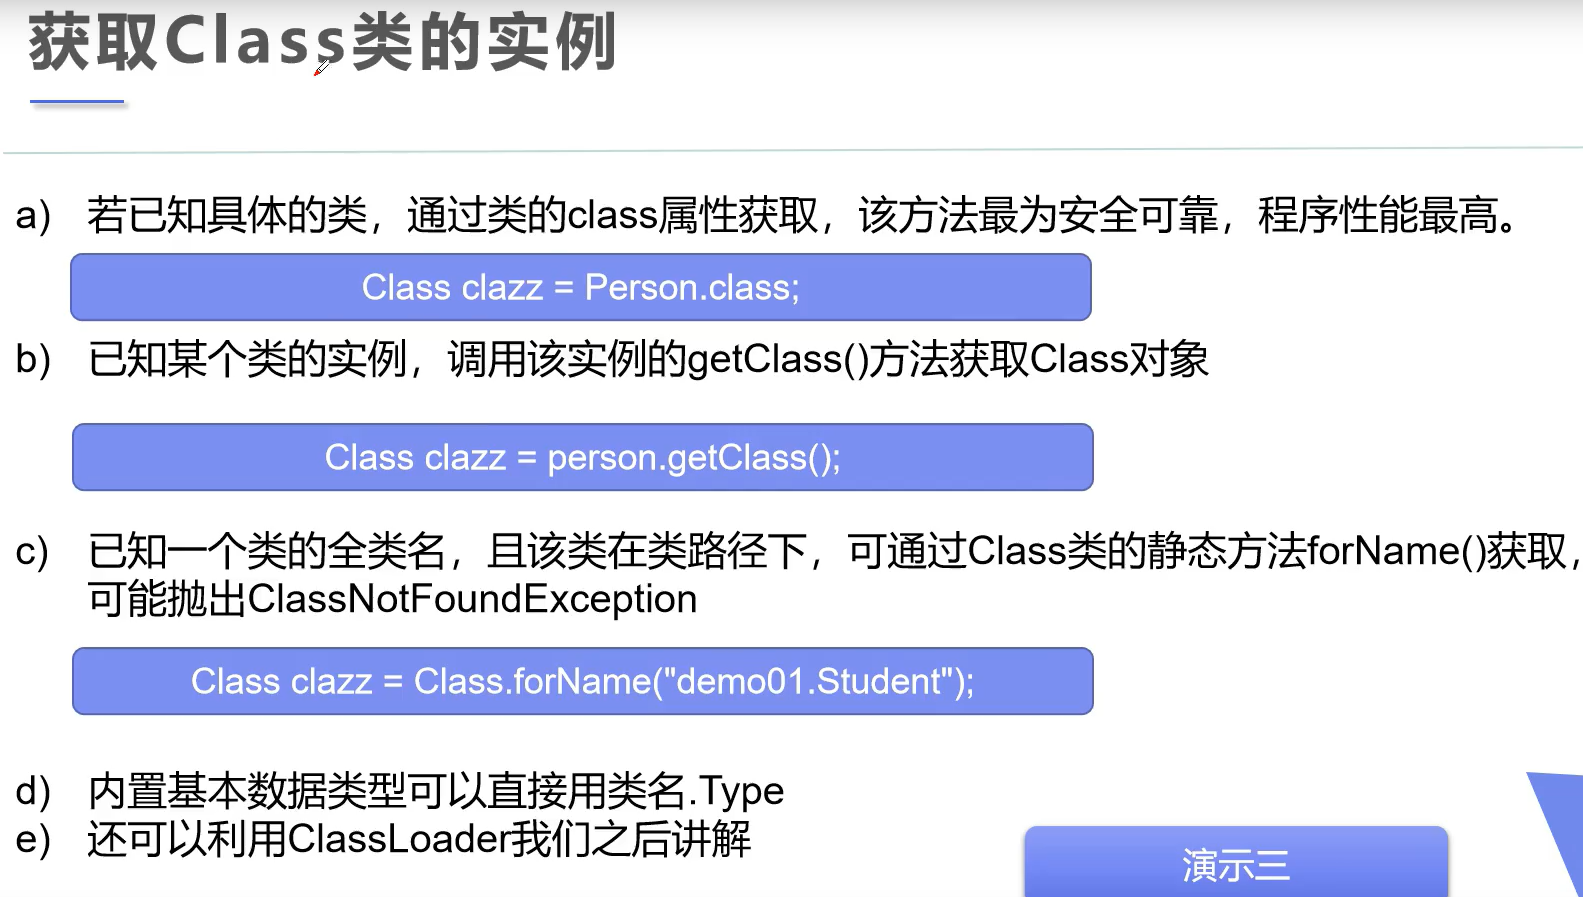 获取Class类的实例
a) 若已知具体的类，通过类的class属性获取，该方法最为安全可靠，程序性能最高。
Class clazz = Person.class;
b) 已知某个类的实例，调用该实例的getClass()方法获取Class对象
Class clazz = person.getClass();
c) 已知一个类的全类名，且该类在类路径下，可通过Class类的静态方法forName()获取，
可能抛出ClassNotFoundException
Class clazz = Class.forName("demo01.Student");
d) 内置基本数据类型可以直接用类名.Type
e) 还可以利用ClassLoader我们之后讲解
演示三